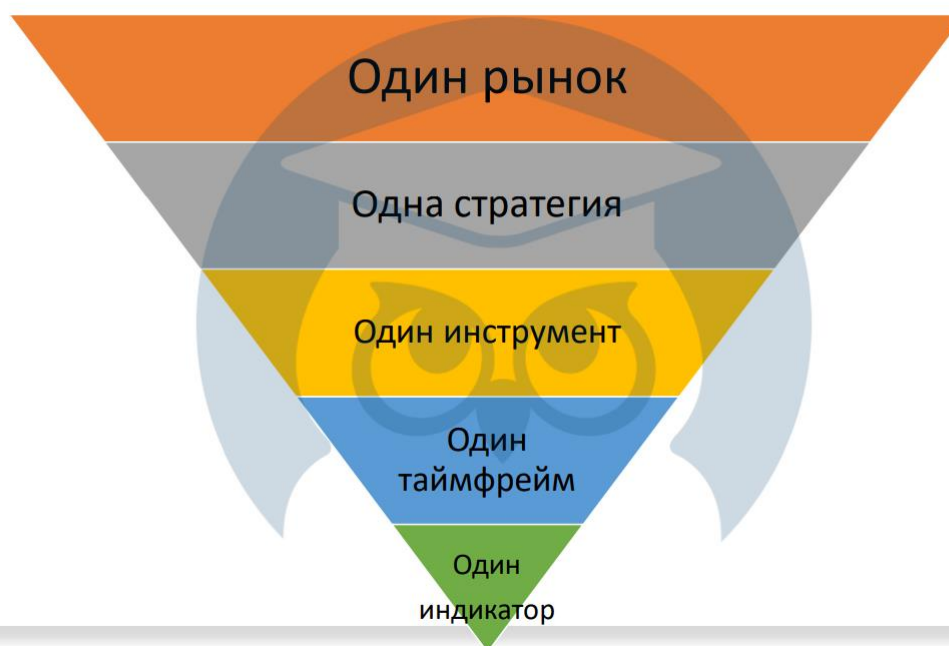 Один рынок
Одна стратегия
Один инструмент
Один
таймфрейм
Один
индикатор